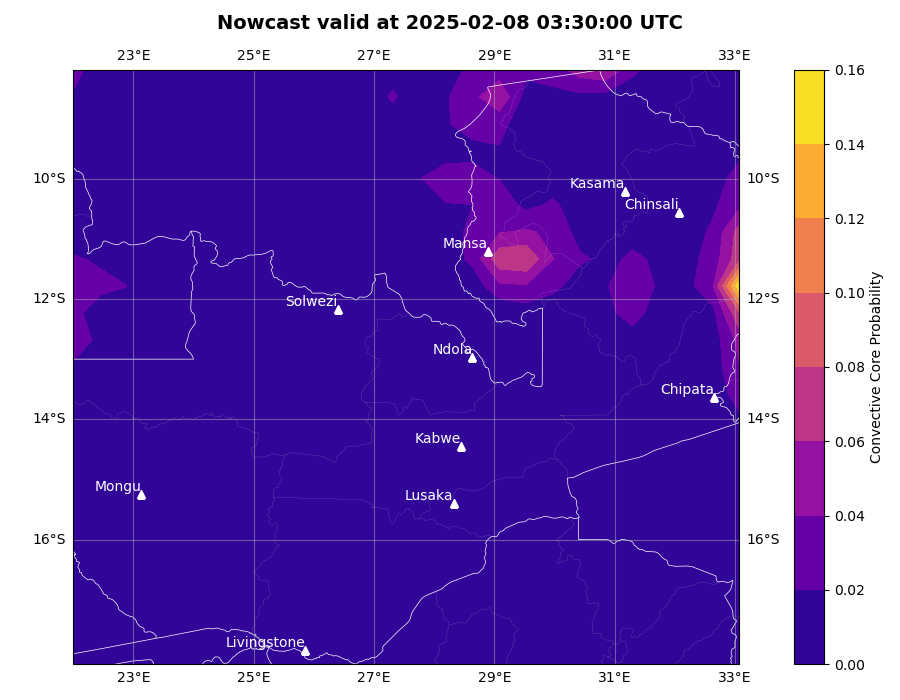 Nowcast valid at 2025-02-08 03:30:00 UTC
23°E 25°E 27°E 29°E 31°E 33°E
0.16
0.14
0.12
0.10
0.08
0.06
0.04
0.02
0.00
Convective Core Probability
10°S 10°S
12°S 12°S
14°S 14°S
16°S 16°S
Kasama
Chinsali
Mansa
Solwezi
Ndola
Chipata
Kabwe
Mongu
Lusaka
Livingstone
23°E 25°E 27°E 29°E 31°E 33°E